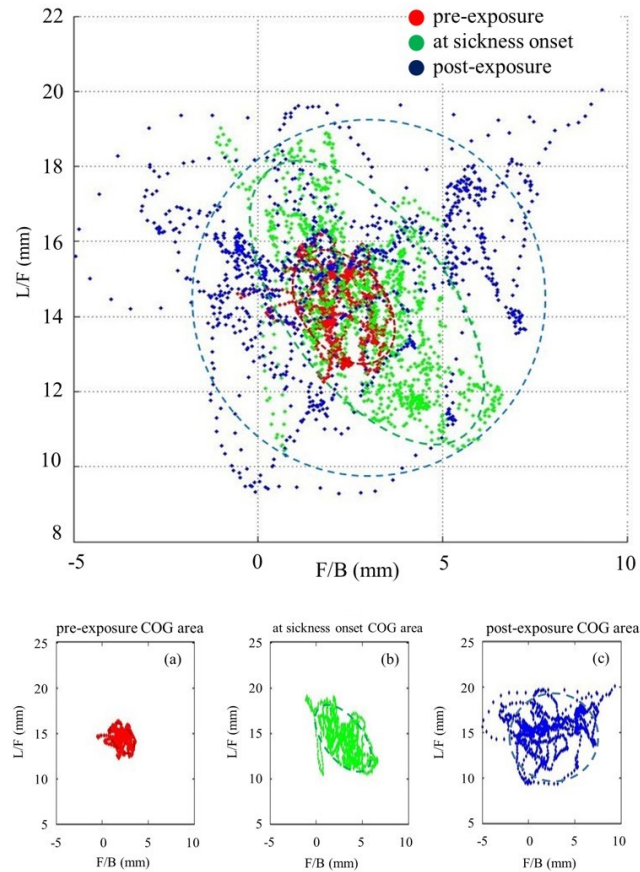 22
pre-exposure
at sickness onset
post-exposure
20
18
16
14
12
10
8
L/F (mm)
-5
0
5
10
F/B (mm)
pre-exposure COG area
(a)
25
20
15
10
5
L/F (mm)
-5
0
5
10
F/B (mm)
at sickness onset COG area
(b)
25
20
15
10
5
L/F (mm)
-5
0
5
10
F/B (mm)
post-exposure COG area
(c)
25
20
15
10
5
L/F (mm)
-5
0
5
10
F/B (mm)